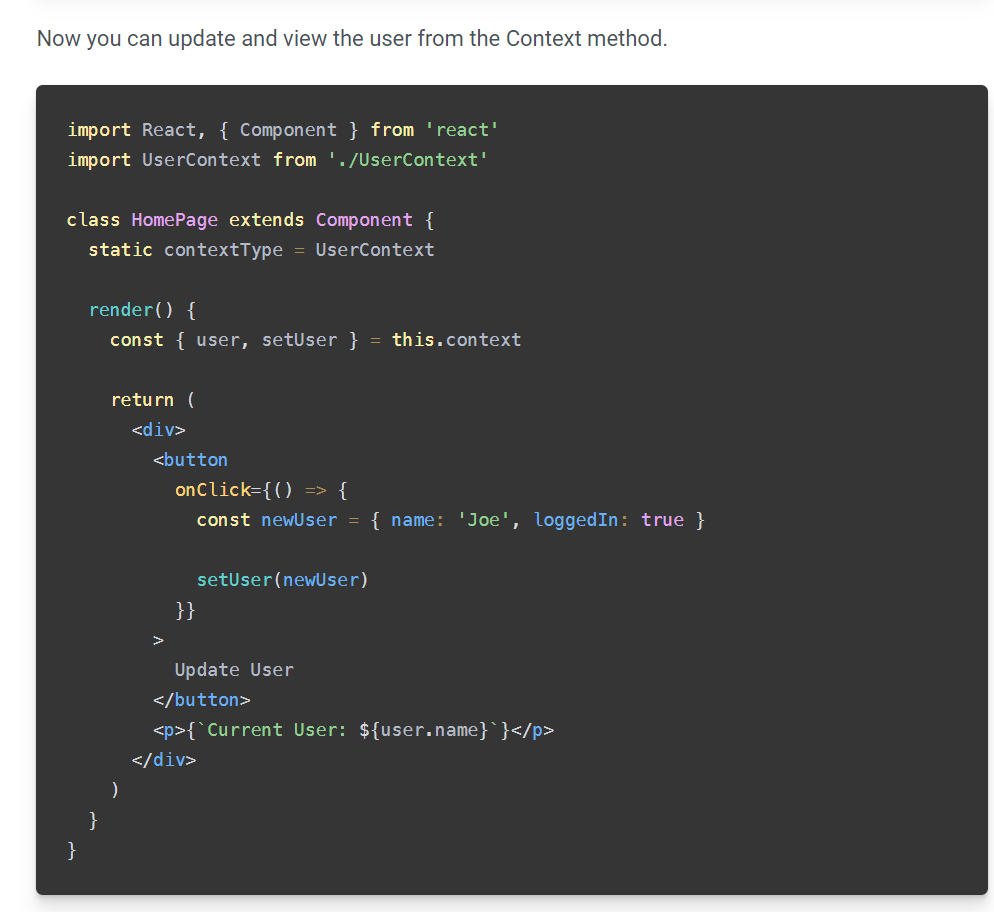 Now you can update and view the user from the Context method.
import React, { Component } from 'react'
import UserContext from './UserContext'
class HomePage extends Component {
static contextType = UserContext
render() {
const { user, setUser } = this.context
return (
<div>
<button
onClick={() => {
const newUser = { name: 'Joe', loggedIn: true }
setUser(newUser)
}}
>
Update User
</button>
<p>{`Current User: ${user.name}`}</p>
</div>
)
}
}